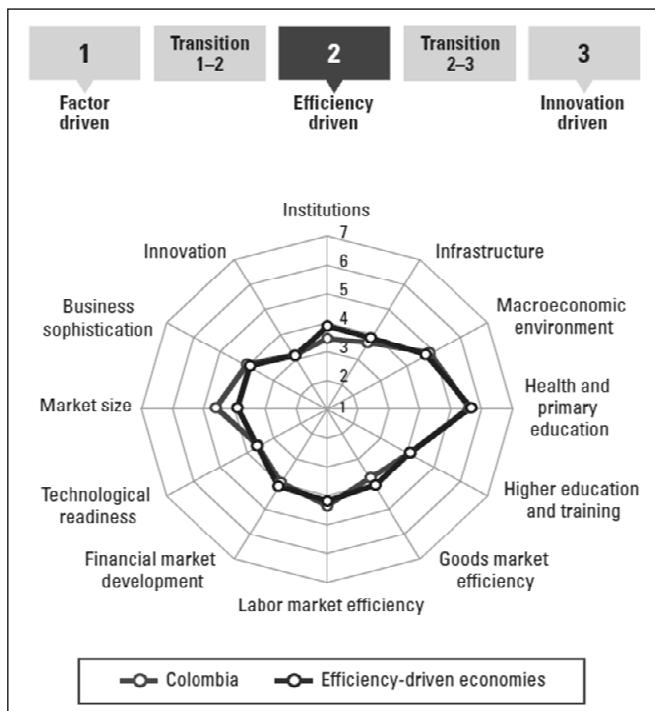 1
Transition
1–2
2
Transition
2–3
3
Factor
driven
Efficiency
driven
Innovation
driven
Institutions
7
6
5
4
3
2
1
Infrastructure
Macroeconomic
environment
Health and
primary
education
Higher education
and training
Goods market
efficiency
Labor market efficiency
Financial market
development
Technological
readiness
Market size
Business
sophistication
Innovation
Colombia
Efficiency-driven economies